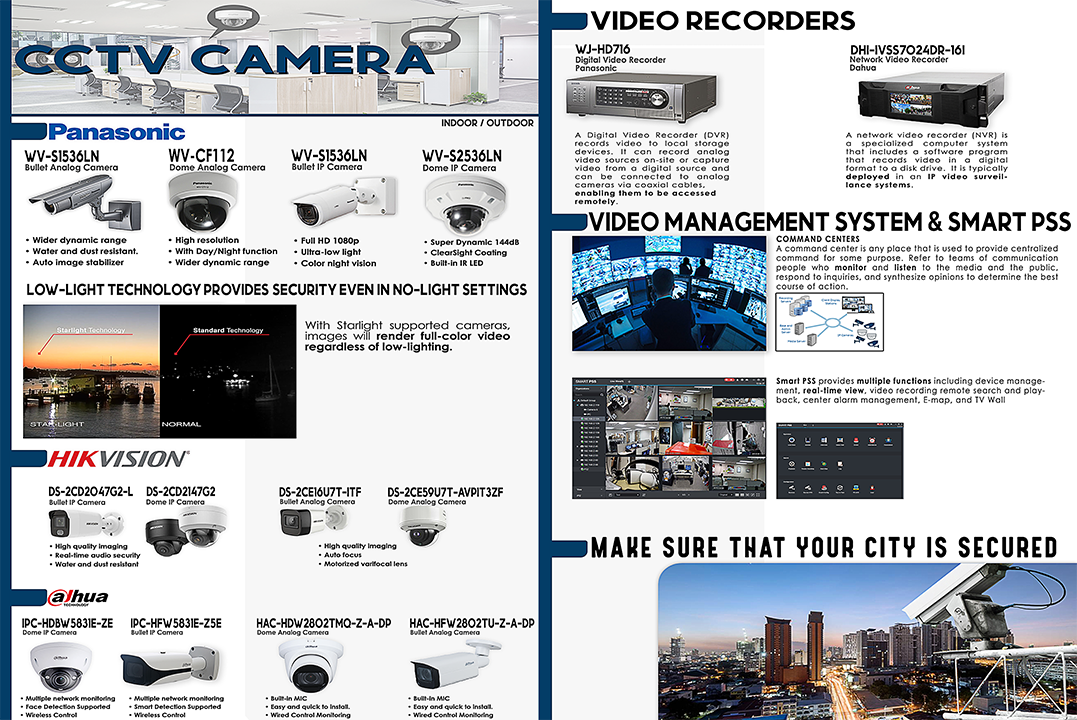 CCTV CAMERA
INDOOR / OUTDOOR
Panasonic
WV-S1536LN
Bullet Analog Camera
• Wider dynamic range
• Water and dust resistant.
• Auto image stabilizer
WV-CF112
Dome Analog Camera
• High resolution
• With Day/Night function
• Wider dynamic range
WV-S1536LN
Bullet IP Camera
• Full HD 1080p
• Ultra-low light
• Color night vision
WV-S2536LN
Dome IP Camera
• Super Dynamic 144dB
• ClearSight Coating
• Built-in IR LED
LOW-LIGHT TECHNOLOGY PROVIDES SECURITY EVEN IN NO-LIGHT SETTINGS
Starlight Technology
Standard Technology
STAR-LIGHT
NORMAL
With Starlight supported cameras,
images will render full-color video
regardless of low-lighting.
HIKVISION®
DS-2CD2047G2-L
Bullet IP Camera
DS-2CD2147G2
Dome IP Camera
• High quality imaging
• Real-time audio security
• Water and dust resistant
DS-2CE16U7T-ITF
Bullet Analog Camera
DS-2CE59U7T-AVPIT3ZF
Dome Analog Camera
• High quality imaging
• Auto focus
• Motorized varifocal lens
alhua
TECHNOLOGY
IPC-HDBW5831E-ZE
Dome IP Camera
• Multiple network monitoring
• Face Detection Supported
• Wireless Control
IPC-HFW5831E-Z5E
Bullet IP Camera
• Multiple network monitoring
• Smart Detection Supported
• Wireless Control
HAC-HDW2802TMQ-Z-A-DP
Dome Analog Camera
• Built-in MIC
• Easy and quick to install.
• Wired Control Monitoring
HAC-HFW2802TU-Z-A-DP
Bullet Analog Camera
• Built-in MIC
• Easy and quick to install.
• Wired Control Monitoring
VIDEO RECORDERS
WJ-HD716
Digital Video Recorder
Panasonic
A Digital Video Recorder (DVR)
records video to local storage
devices. It can record analog
video sources on-site or capture
video from a digital source and
can be connected to analog
cameras via coaxial cables,
enabling them to be accessed
remotely.
DHI-IVSS7024DR-16I
Network Video Recorder
Dahua
alhua
A network video recorder (NVR) is
a specialized computer system
that includes a software program
that records video in a digital
format to a disk drive. It is typically
deployed in an IP video surveil-
lance systems.
VIDEO MANAGEMENT SYSTEM & SMART PSS
COMMAND CENTERS
A command center is any place that is used to provide centralized
command for some purpose. Refer to teams of communication
people who monitor and listen to the media and the public,
respond to inquiries, and synthesize opinions to determine the best
course of action.
SMART PSS
Smart PSS provides multiple functions including device manage-
ment, real-time view, video recording remote search and play-
back, center alarm management, E-map, and TV Wall
MAKE SURE THAT YOUR CITY IS SECURED